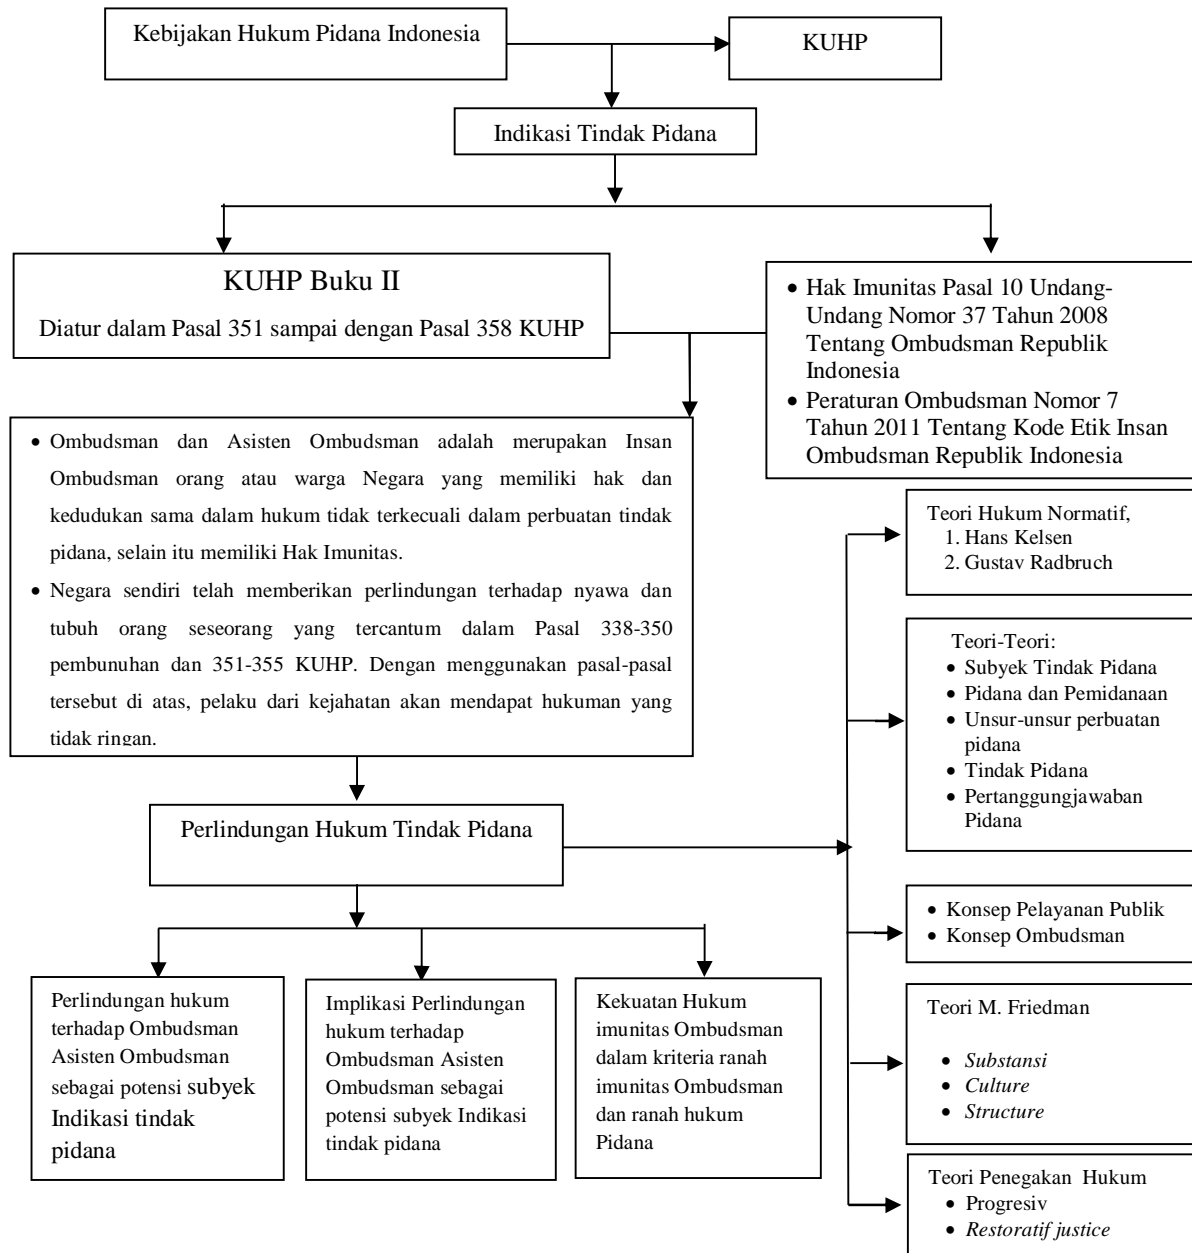 Kebijakan Hukum Pidana Indonesia
KUHP
Indikasi Tindak Pidana
KUHP Buku II
Diatur dalam Pasal 351 sampai dengan Pasal 358 KUHP
• Hak Imunitas Pasal 10 Undang-
Undang Nomor 37 Tahun 2008
Tentang Ombudsman Republik
Indonesia
• Peraturan Ombudsman Nomor 7
Tahun 2011 Tentang Kode Etik Insan
Ombudsman Republik Indonesia
• Ombudsman dan Asisten Ombudsman adalah merupakan Insan
Ombudsman orang atau warga Negara yang memiliki hak dan
kedudukan sama dalam hukum tidak terkecuali dalam perbuatan tindak
pidana, selain itu memiliki Hak Imunitas.
• Negara sendiri telah memberikan perlindungan terhadap nyawa dan
tubuh orang seseorang yang tercantum dalam Pasal 338-350
pembunuhan dan 351-355 KUHP. Dengan menggunakan pasal-pasal
tersebut di atas, pelaku dari kejahatan akan mendapat hukuman yang
tidak ringan.
Teori Hukum Normatif,
1. Hans Kelsen
2. Gustav Radbruch
Teori-Teori:
• Subyek Tindak Pidana
• Pidana dan Pemidanaan
• Unsur-unsur perbuatan
pidana
• Tindak Pidana
• Pertanggungjawaban
Pidana
Perlindungan Hukum Tindak Pidana
• Konsep Pelayanan Publik
• Konsep Ombudsman
Perlindungan hukum
terhadap Ombudsman
Asisten Ombudsman
sebagai potensi subyek
Indikasi tindak
pidana
Implikasi Perlindungan
hukum terhadap
Ombudsman Asisten
Ombudsman sebagai
potensi subyek Indikasi
tindak pidana
Kekuatan Hukum
imunitas Ombudsman
dalam kriteria ranah
imunitas Ombudsman
dan ranah hukum
Pidana
Teori M. Friedman
• Substansi
• Culture
• Structure
Teori Penegakan Hukum
• Progresiv
• Restoratif justice